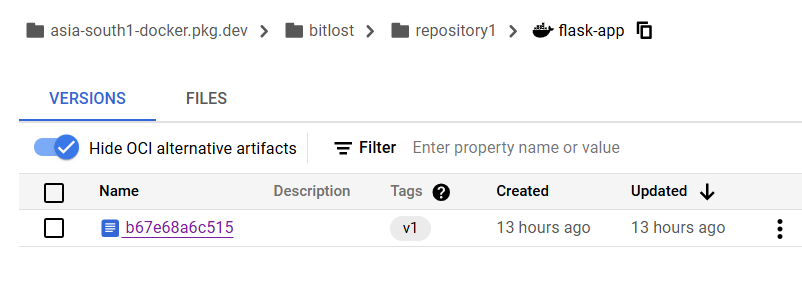 asia-south1-docker.pkg.dev > bitlost > repository1 > flask-app
VERSIONS FILES
Hide OCI alternative artifacts Filter Enter property name or value
Name Description Tags ? Created Updated
b67e68a6c515 v1 13 hours ago 13 hours ago